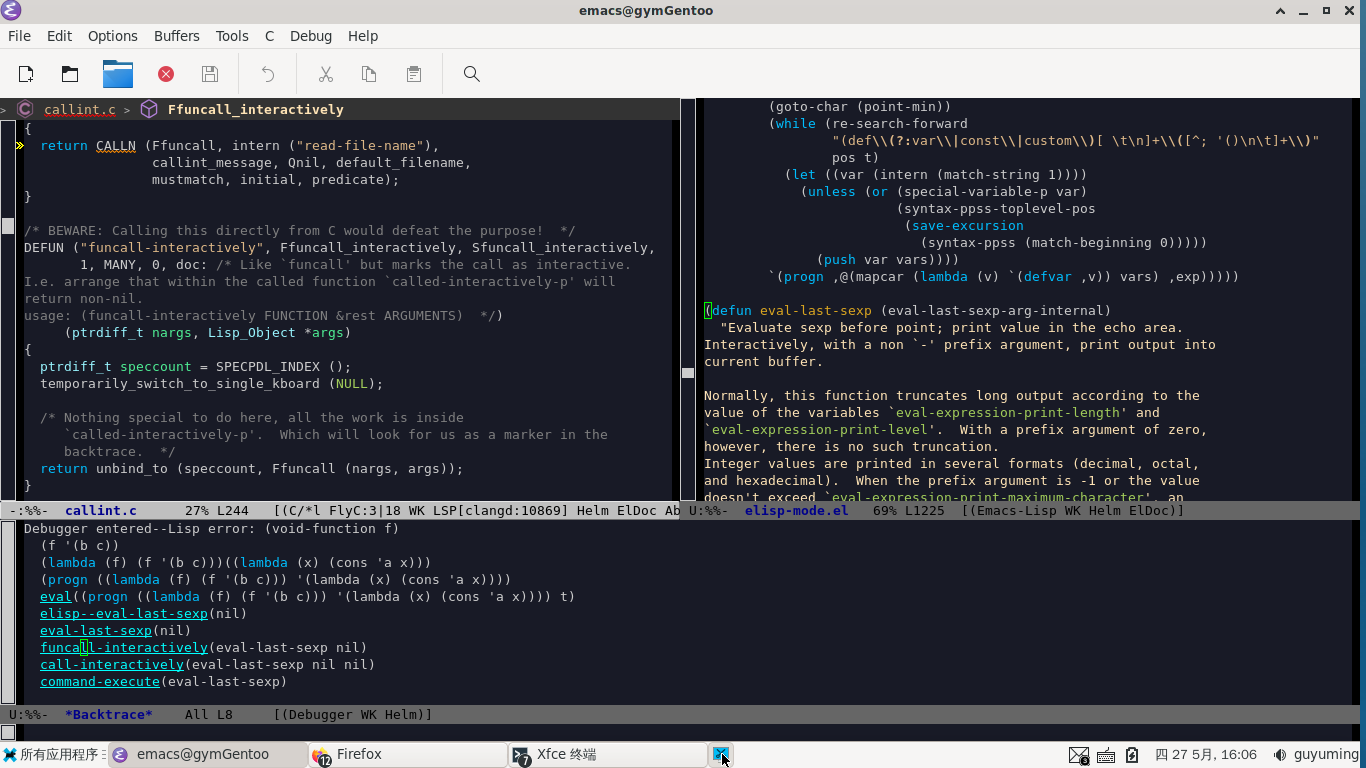 emacs@gymGentoo
File Edit Options Buffers Tools C Debug Help
> callint.c > Ffuncall_interactively
{
return CALLN (Ffuncall, intern ("read-file-name"),
callint_message, Qnil, default_filename,
mustmatch, initial, predicate);
}
/* BEWARE: Calling this directly from C would defeat the purpose!  */
DEFUN ("funcall-interactively", Ffuncall_interactively, Sfuncall_interactively,
1, MANY, 0, doc: /* Like `funcall' but marks the call as interactive.
I.e. arrange that within the called function `called-interactively-p' will
return non-nil.
usage: (funcall-interactively FUNCTION &rest ARGUMENTS)  */)
(ptrdiff_t nargs, Lisp_Object *args)
{
ptrdiff_t speccount = SPECPDL_INDEX ();
temporarily_switch_to_single_kboard (NULL);
/* Nothing special to do here, all the work is inside
`called-interactively-p'.  Which will look for us as a marker in the
backtrace.  */
return unbind_to (speccount, Ffuncall (nargs, args));
}
-:%%-  callint.c      27% L244   [(C/*l FlyC:3|18 WK LSP[clangd:10869] Helm ElDoc Ab
(goto-char (point-min))
(while (re-search-forward
"(def\\(?:var\\|const\\|custom\\)[ \t\n]+\\([^; '()\n\t]+\\)"
pos t)
(let ((var (intern (match-string 1))))
(unless (or (special-variable-p var)
(syntax-ppss-toplevel-pos
(save-excursion
(syntax-ppss (match-beginning 0)))))
(push var vars))))
`(progn ,@(mapcar (lambda (v) `(defvar ,v)) vars) ,exp)))))
(defun eval-last-sexp (eval-last-sexp-arg-internal)
"Evaluate sexp before point; print value in the echo area.
Interactively, with a non `-' prefix argument, print output into
current buffer.
Normally, this function truncates long output according to the
value of the variables `eval-expression-print-length' and
`eval-expression-print-level'.  With a prefix argument of zero,
however, there is no such truncation.
Integer values are printed in several formats (decimal, octal,
and hexadecimal).  When the prefix argument is -1 or the value
doesn't exceed `eval-expression-print-maximum-character', an
U:%%-  elisp-mode.el   69% L1225  [(Emacs-Lisp WK Helm ElDoc)]
Debugger entered--Lisp error: (void-function f)
(f '(b c))
(lambda (f) (f '(b c)))((lambda (x) (cons 'a x)))
(progn ((lambda (f) (f '(b c))) '(lambda (x) (cons 'a x))))
eval((progn ((lambda (f) (f '(b c))) '(lambda (x) (cons 'a x)))) t)
elisp--eval-last-sexp(nil)
eval-last-sexp(nil)
funcall-interactively(eval-last-sexp nil)
call-interactively(eval-last-sexp nil nil)
command-execute(eval-last-sexp)
U:%%-  *Backtrace*    All L8     [(Debugger WK Helm)]
所有应用程序 emacs@gymGentoo 12 Firefox 7 Xfce 终端 四 27 5月, 16:06 guyuming